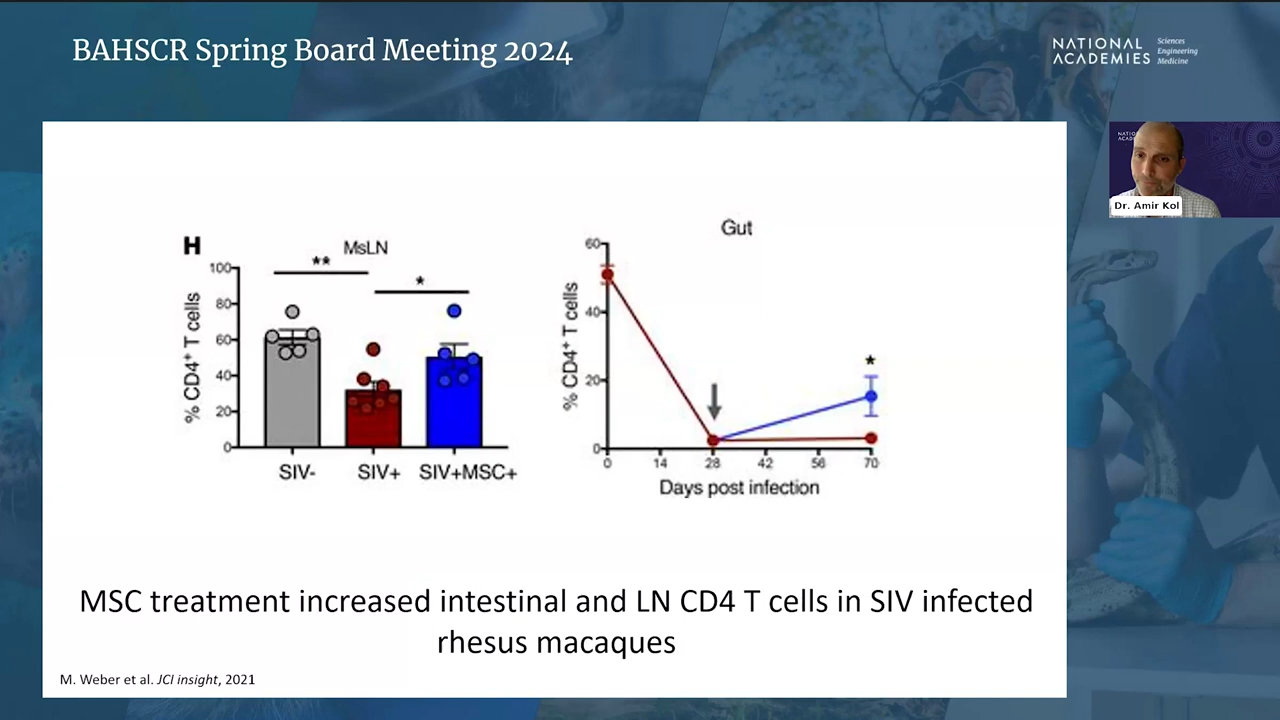 BAHSCR Spring Board Meeting 2024
NATIONAL
ACADEMIES
Sciences
Engineering
Medicine
Dr. Amir Kol
H
MsLN
**
*
100
80
60
40
20
0
% CD4⁺ T cells
SIV-
SIV+
SIV+MSC+
Gut
60
40
20
0
% CD4⁺ T cells
*
0 14 28 42 56 70
Days post infection
MSC treatment increased intestinal and LN CD4 T cells in SIV infected
rhesus macaques
M. Weber et al. JCI insight, 2021